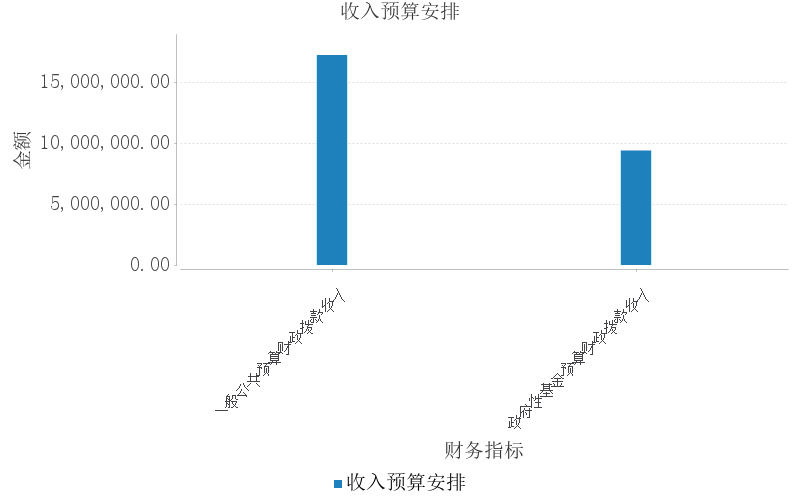 收入预算安排
金额
15,000,000.00
10,000,000.00
5,000,000.00
0.00
一般公共预算财政拨款收入
政府性基金预算财政拨款收入
财务指标
收入预算安排